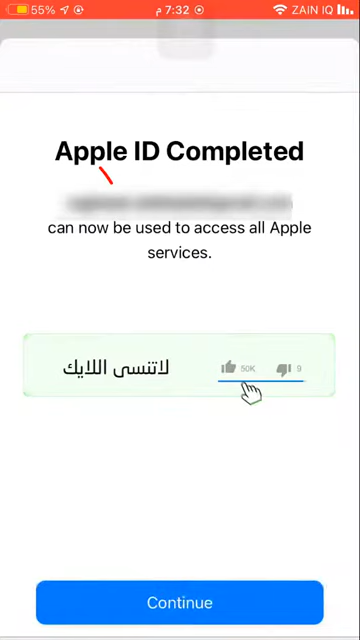 55% 7:32 م ZAIN IQ
Apple ID Completed
can now be used to access all Apple
services.
لاتنسى اللايك 50K 9
Continue